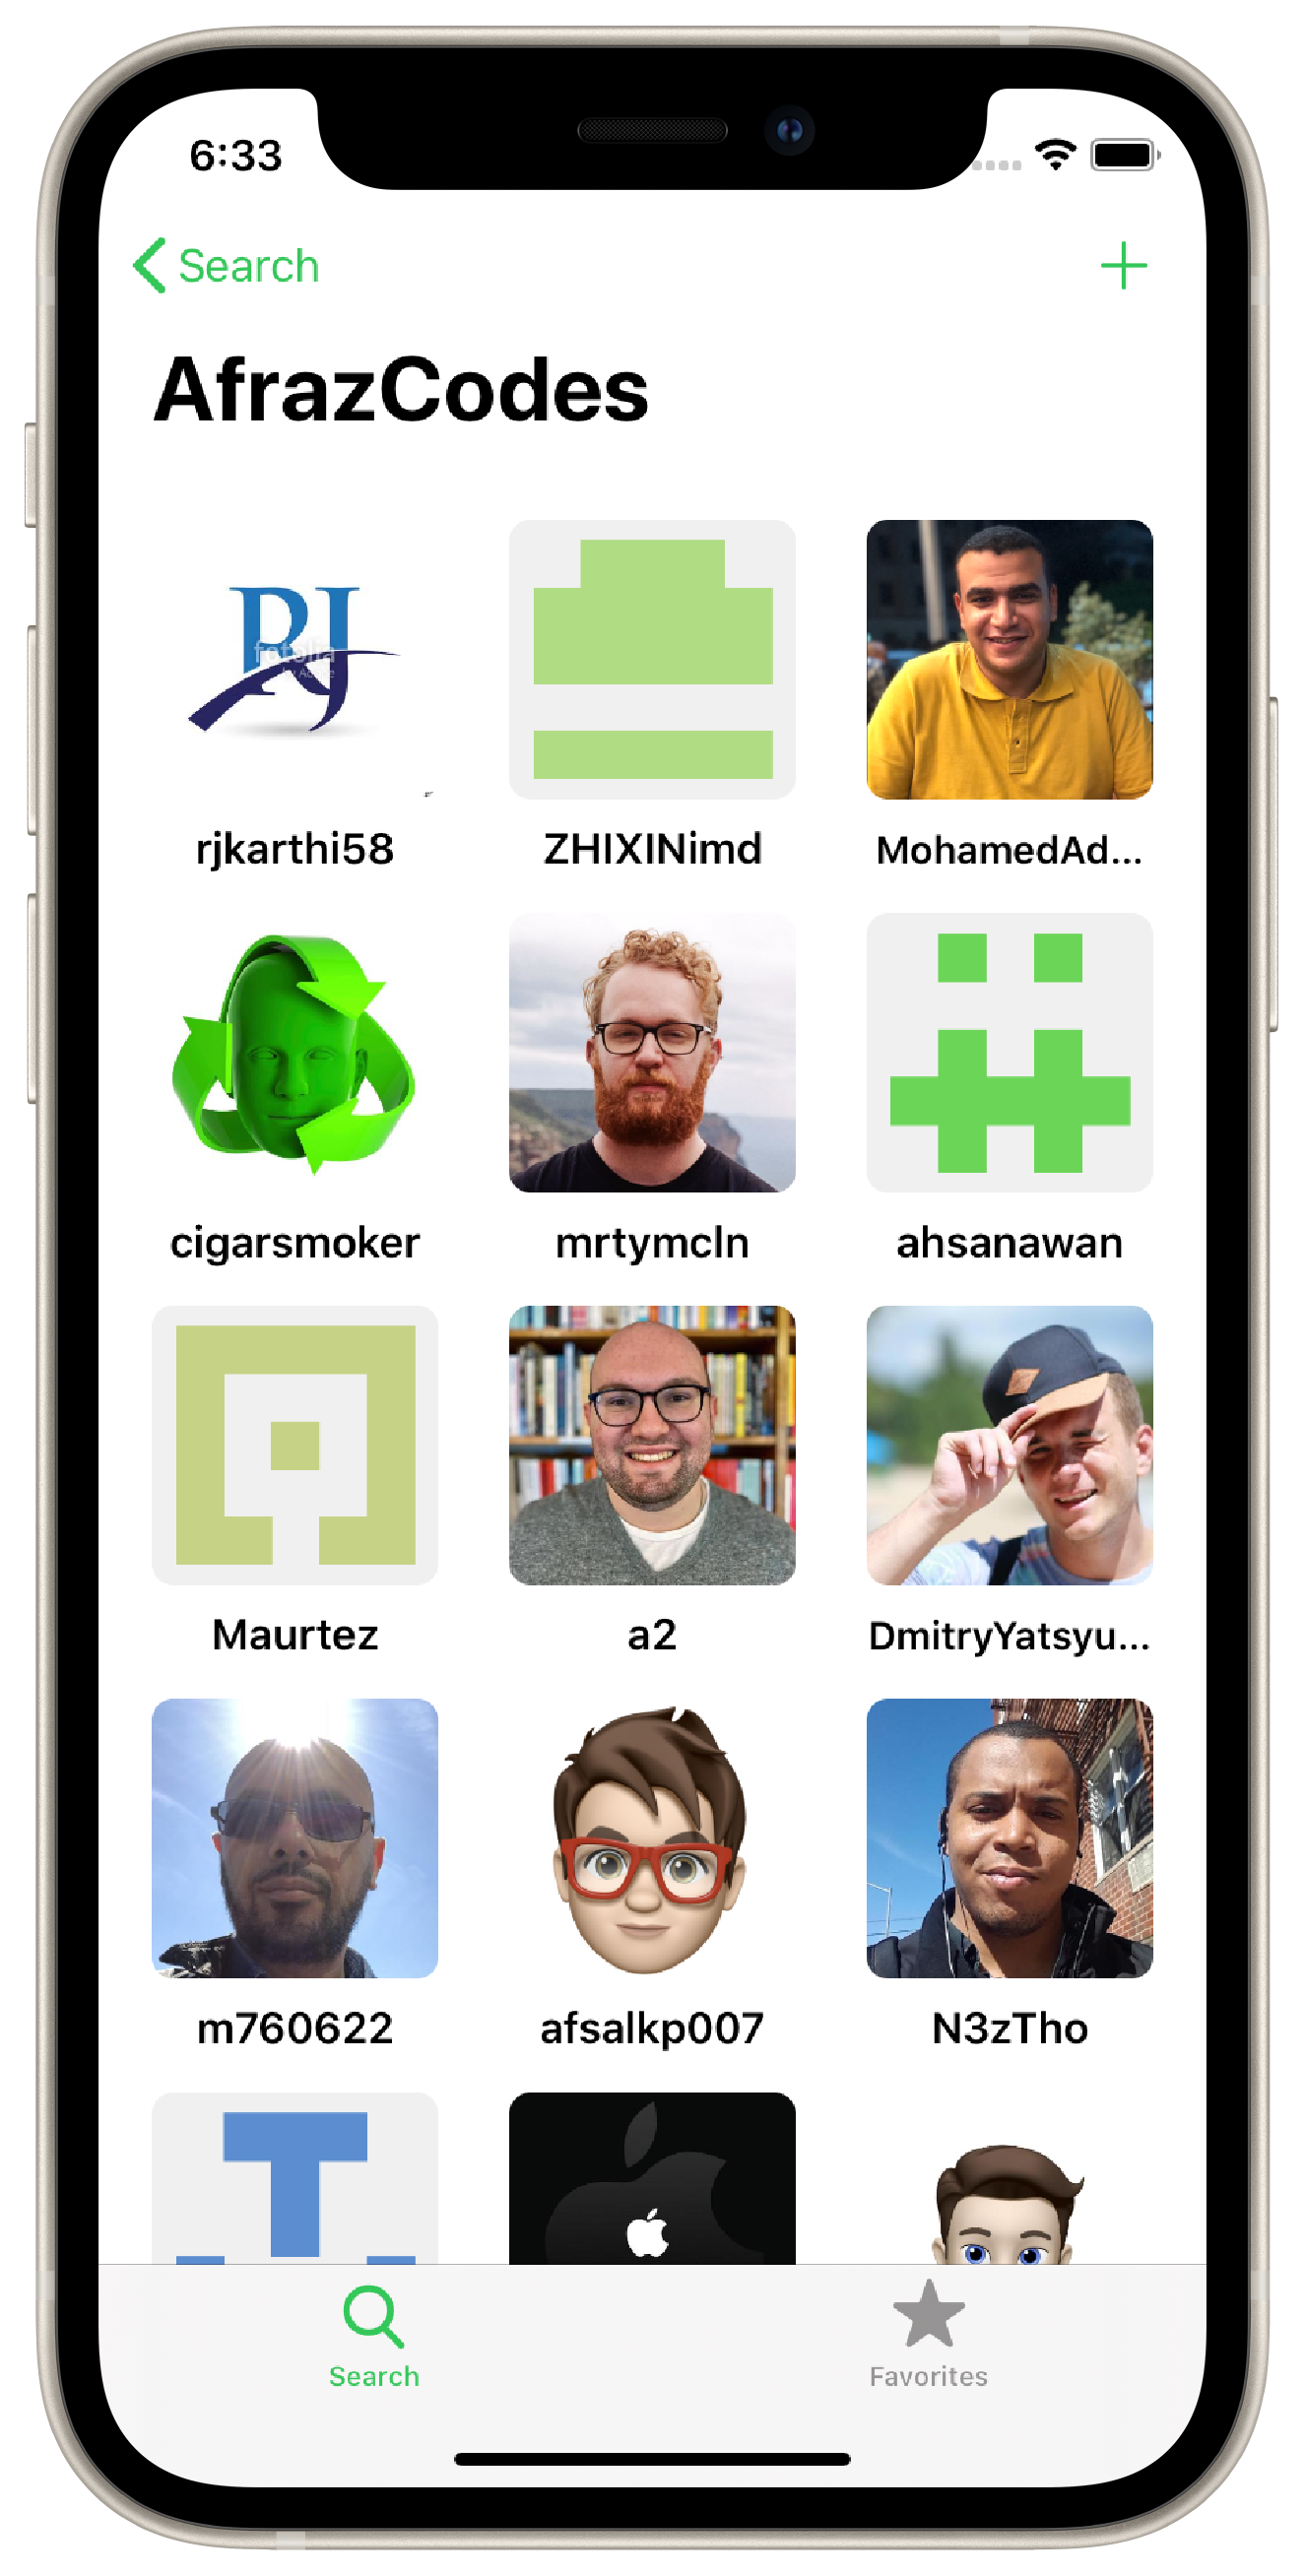 6:33
Search
AfrazCodes
RJ
fotolia
rjkarthi58
ZHIXINimd
MohamedAd...
cigarsmoker
mrtymcln
ahsanawan
Maurtez
a2
DmitryYatsyu...
m760622
afsalkp007
N3zTho
Search
Favorites